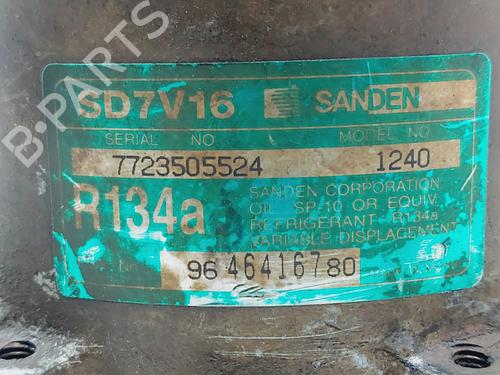 B-PARTS
SD7V16 SANDEN
SERIAL NO MODEL NO
7723505524 1240
R134a
SANDEN CORPORATION
OIL SP-10 OR EQUIV.
REFRIGERANT R134a
VARIABLE DISPLACEMENT
No 9646416780